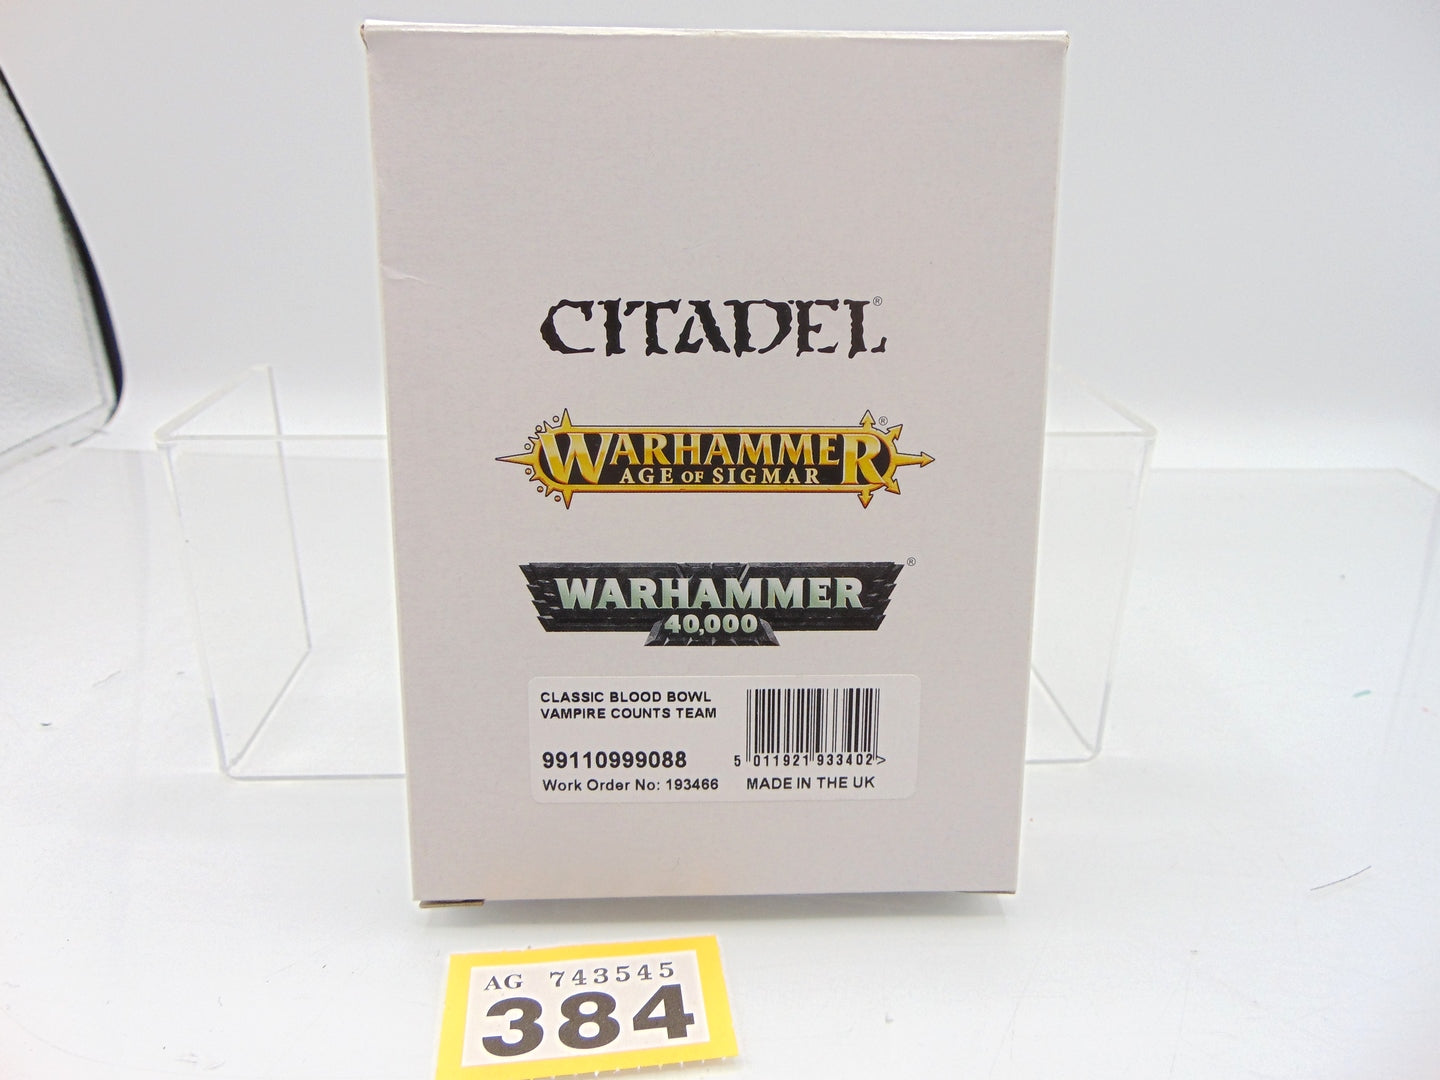 CITADEL®
WARHAMMER®
AGE OF SIGMAR
WARHAMMER®
40,000
CLASSIC BLOOD BOWL
VAMPIRE COUNTS TEAM
99110999088
Work Order No: 193466
5 011921 933402 >
MADE IN THE UK
AG 743545
384